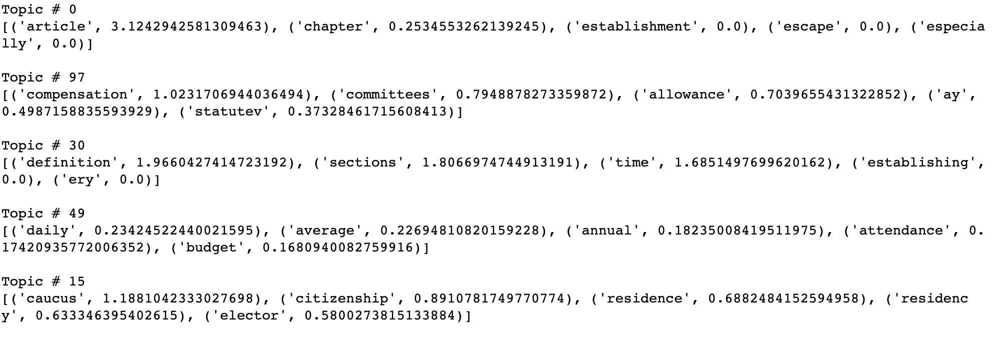 Topic # 0
[('article', 3.1242942581309463), ('chapter', 0.2534553262139245), ('establishment', 0.0), ('escape', 0.0), ('especia
lly', 0.0)]
Topic # 97
[('compensation', 1.0231706944036494), ('committees', 0.7948878273359872), ('allowance', 0.7039655431322852), ('ay',
0.4987158835593929), ('statutev', 0.37328461715608413)]
Topic # 30
[('definition', 1.9660427414723192), ('sections', 1.8066974744913191), ('time', 1.6851497699620162), ('establishing',
0.0), ('ery', 0.0)]
Topic # 49
[('daily', 0.23424522440021595), ('average', 0.22694810820159228), ('annual', 0.18235008419511975), ('attendance', 0.
17420935772006352), ('budget', 0.1680940082759916)]
Topic # 15
[('caucus', 1.1881042333027698), ('citizenship', 0.8910781749770774), ('residence', 0.6882484152594958), ('residenc
y', 0.633346395402615), ('elector', 0.5800273815133884)]